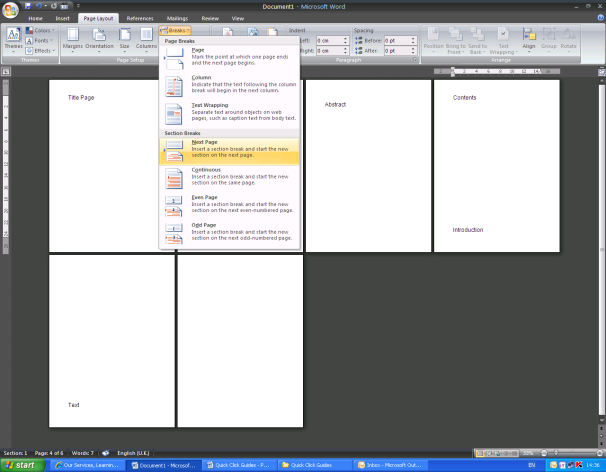 Document1 - Microsoft Word
Home Insert Page Layout References Mailings Review View
Themes
Colors
Fonts
Effects
Themes
Margins Orientation Size Columns
Page Setup
Breaks
Indent
Left: 0 cm
Right: 0 cm
Spacing
Before: 0 pt
After: 0 pt
Paragraph
Position Bring to Front Send to Back Text Wrapping Align Group Rotate
Arrange
Page Breaks
Page
Mark the point at which one page ends
and the next page begins.
Column
Indicate that the text following the column
break will begin in the next column.
Text Wrapping
Separate text around objects on web
pages, such as caption text from body text.
Section Breaks
Next Page
Insert a section break and start the new
section on the next page.
Continuous
Insert a section break and start the new
section on the same page.
Even Page
Insert a section break and start the new
section on the next even-numbered page.
Odd Page
Insert a section break and start the new
section on the next odd-numbered page.
Title Page
Abstract
Contents
Introduction
Text
Section: 1 Page: 4 of 6 Words: 7 English (U.K.)
start
Our Services, Learnin...
Document1 - Microsof...
Quick Click Guides - P...
Quick Click Guides
Inbox - Microsoft Out...
EN
14:36